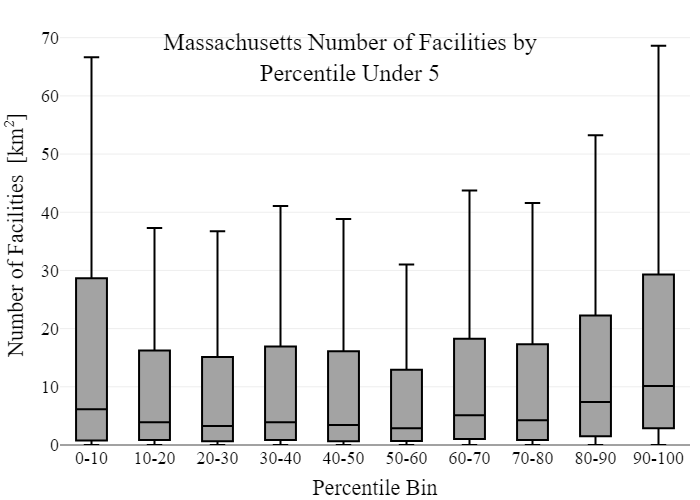 Massachusetts Number of Facilities by
Percentile Under 5
Number of Facilities [km²]
70
60
50
40
30
20
10
0
0-10 10-20 20-30 30-40 40-50 50-60 60-70 70-80 80-90 90-100
Percentile Bin